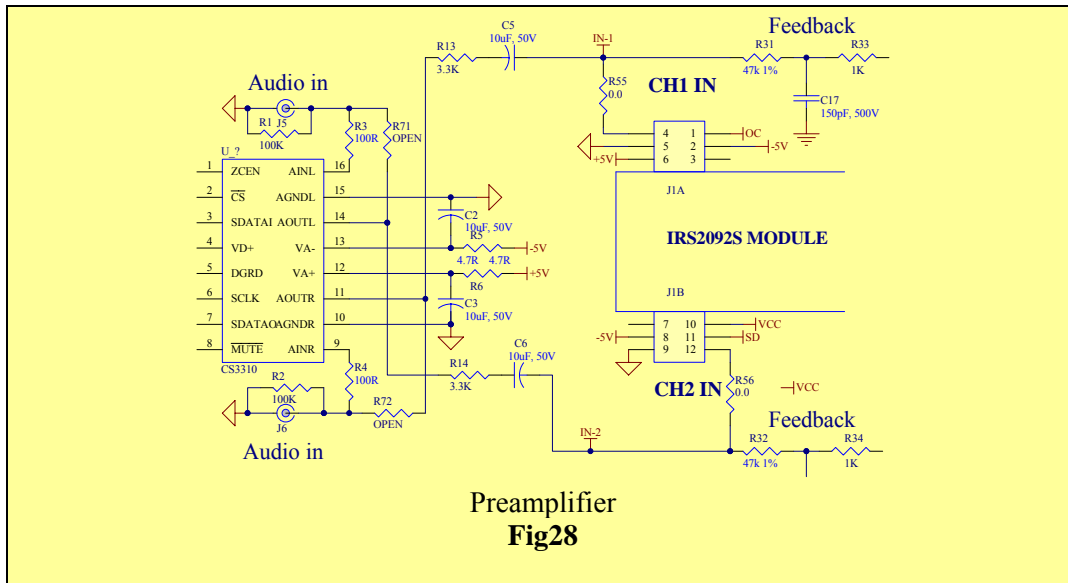 C5
10uF, 50V
R13
3.3K
IN-1
Feedback
R31
47k 1%
R33
1K
R55
0.0
CH1 IN
C17
150pF, 500V
Audio in
J5
R1
100K
R3
100R
R71
OPEN
4 1 OC
5 2 -5V
+5V 6 3
J1A
IRS2092S MODULE
J1B
U_?
1 ZCEN AINL 16
2 CS AGNDL 15
3 SDATAI AOUTL 14
4 VD+ VA- 13
5 DGRD VA+ 12
6 SCLK AOUTR 11
7 SDATAO AGNDR 10
8 MUTE AINR 9
CS3310
C2
10uF, 50V
R5
4.7R 4.7R
-5V
+5V
R6
C3
10uF, 50V
7 10 VCC
-5V 8 11 SD
9 12
C6
10uF, 50V
R14
3.3K
CH2 IN
R56
0.0
VCC
R4
100R
R2
100K
J6
R72
OPEN
Audio in
IN-2
Feedback
R32
47k 1%
R34
1K
Preamplifier
Fig28